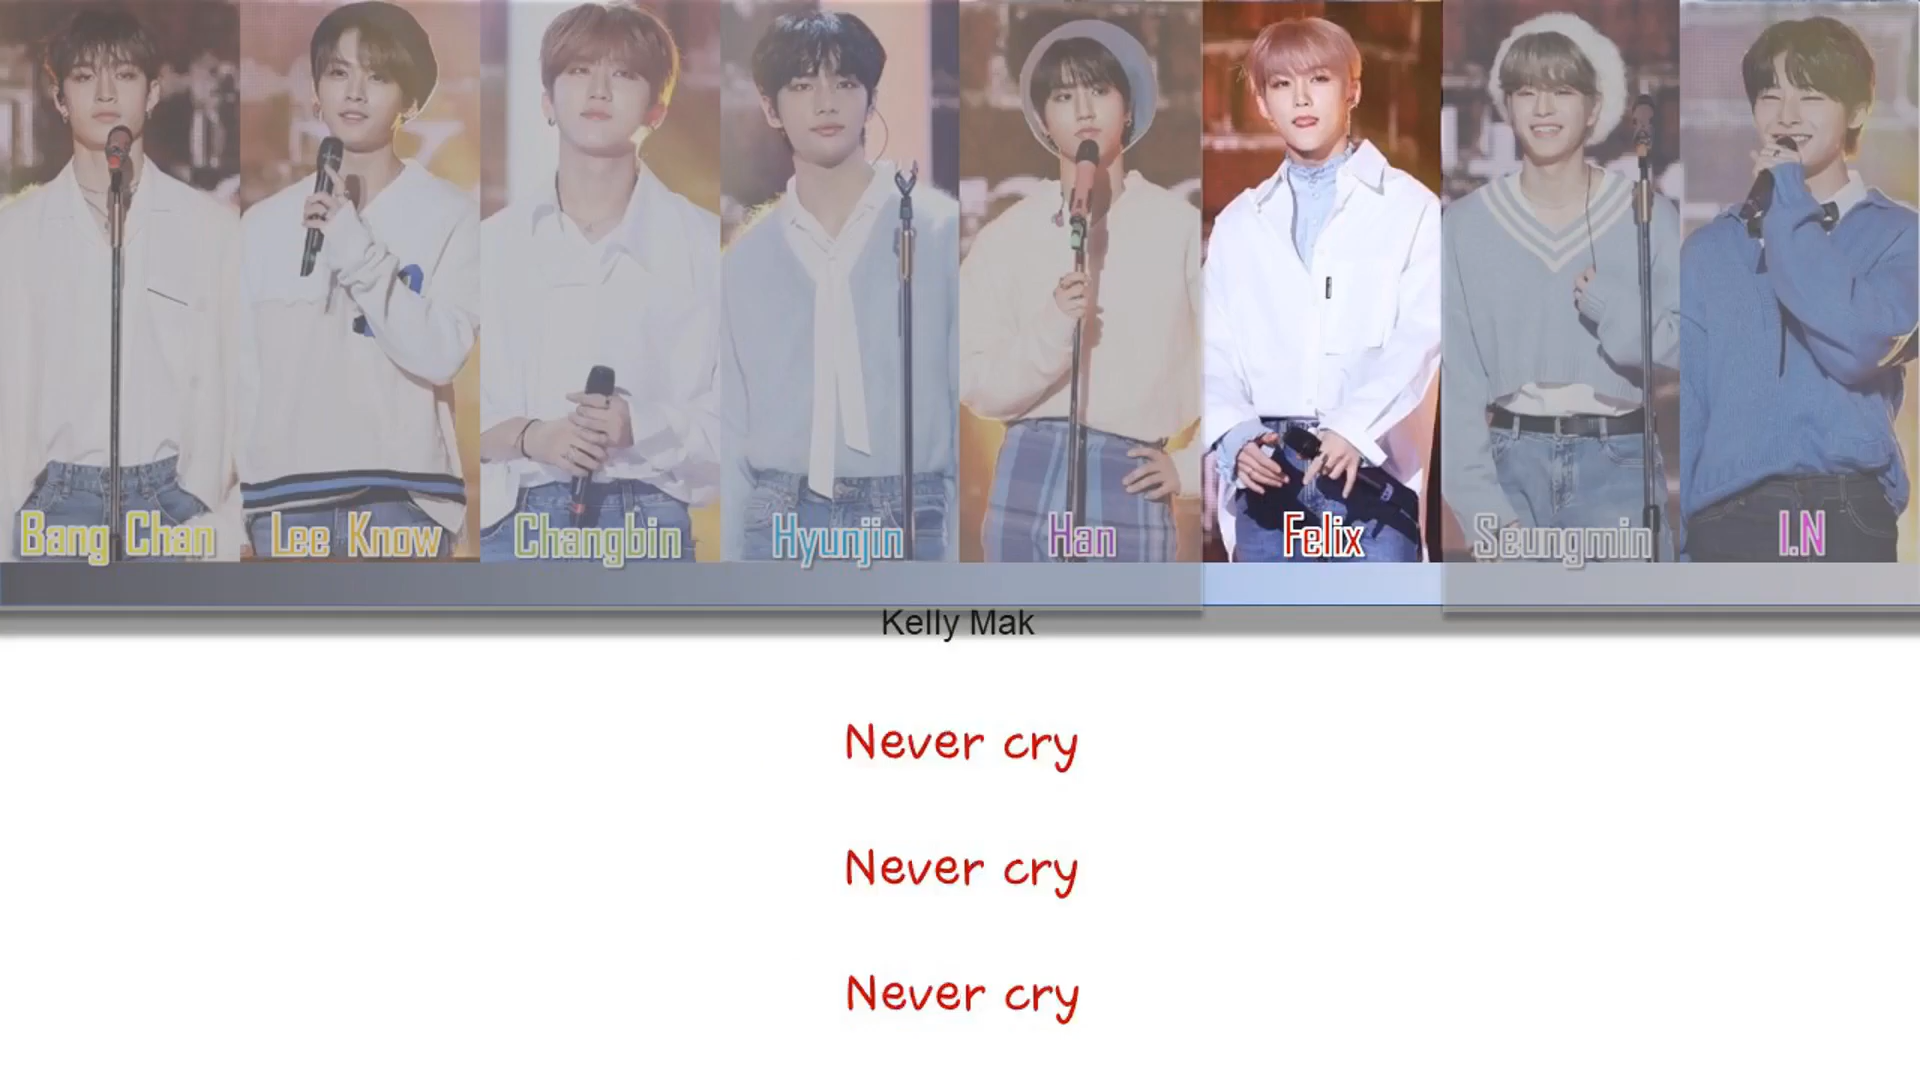 Bang Chan
Lee Know
Changbin
Hyunjin
Han
Felix
Seungmin
I.N
Kelly Mak
Never cry
Never cry
Never cry